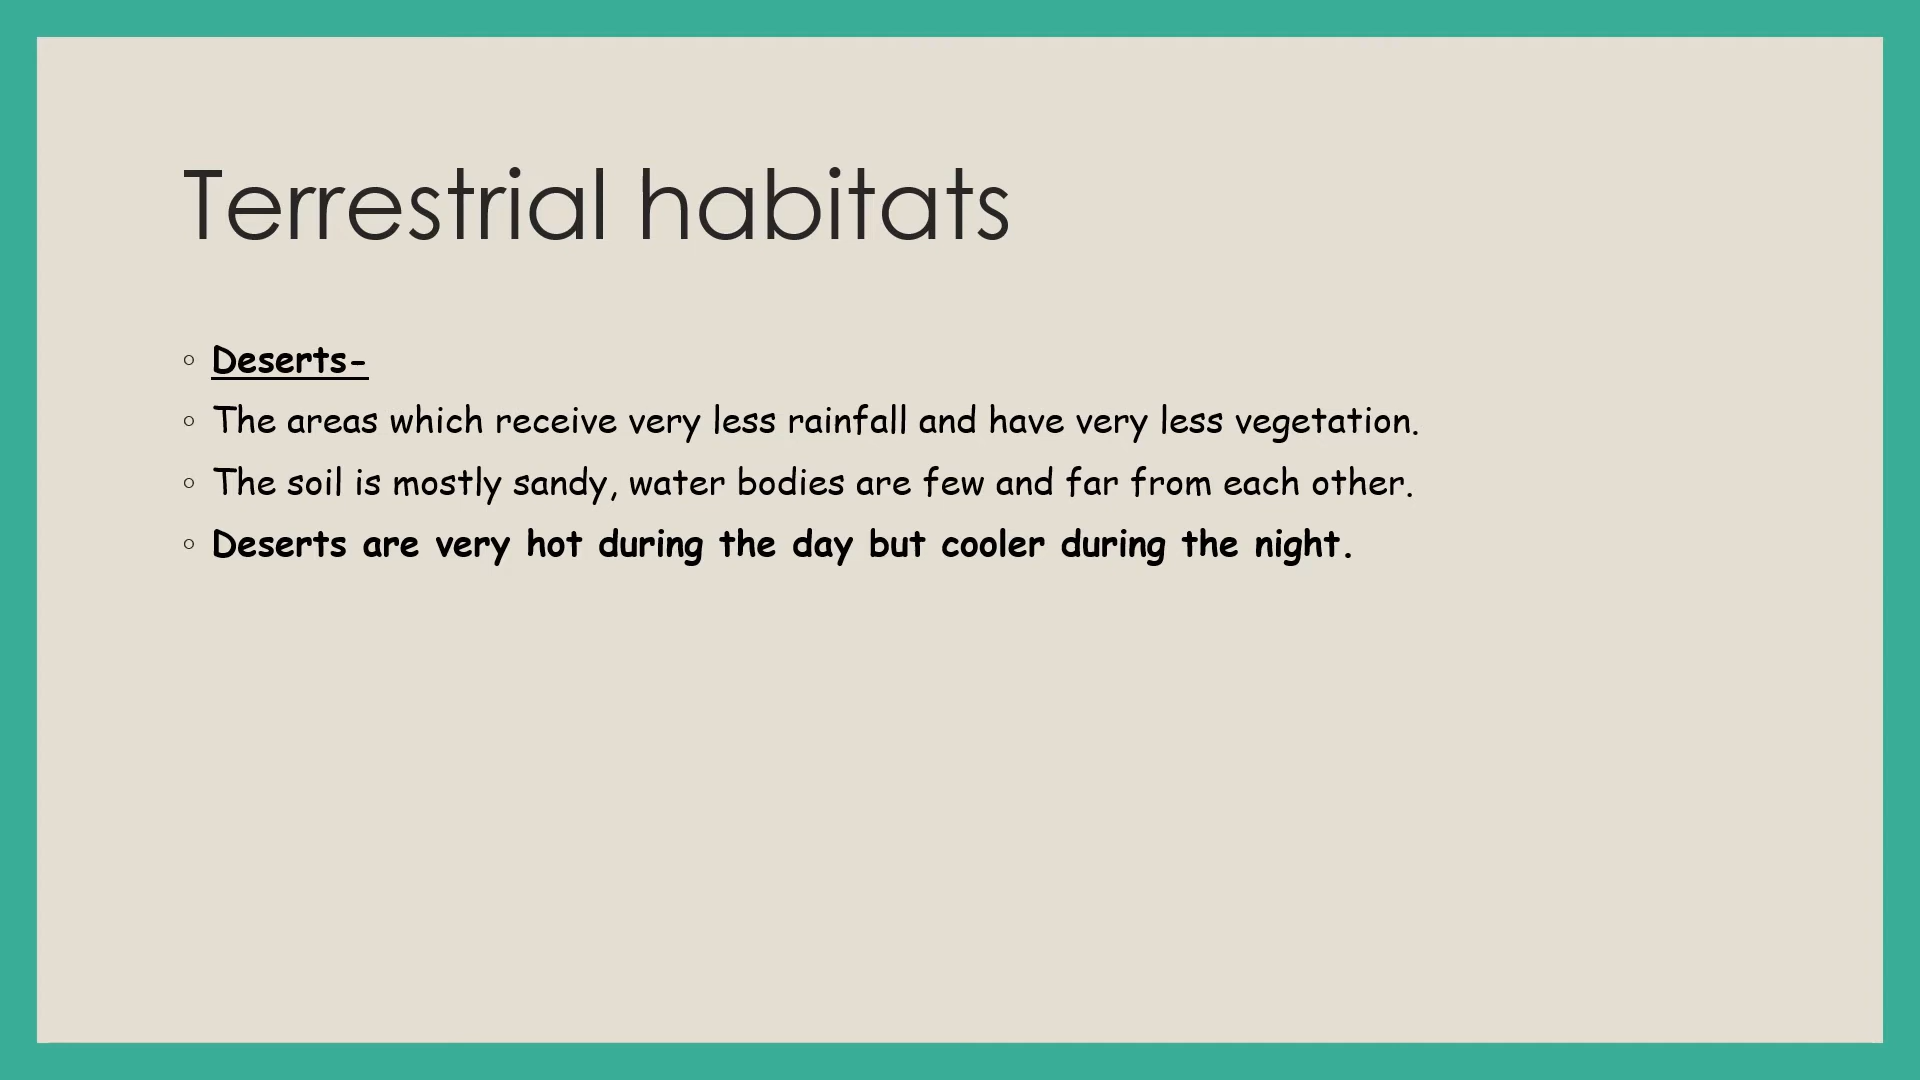 Terrestrial habitats
◦ Deserts-
◦ The areas which receive very less rainfall and have very less vegetation.
◦ The soil is mostly sandy, water bodies are few and far from each other.
◦ Deserts are very hot during the day but cooler during the night.